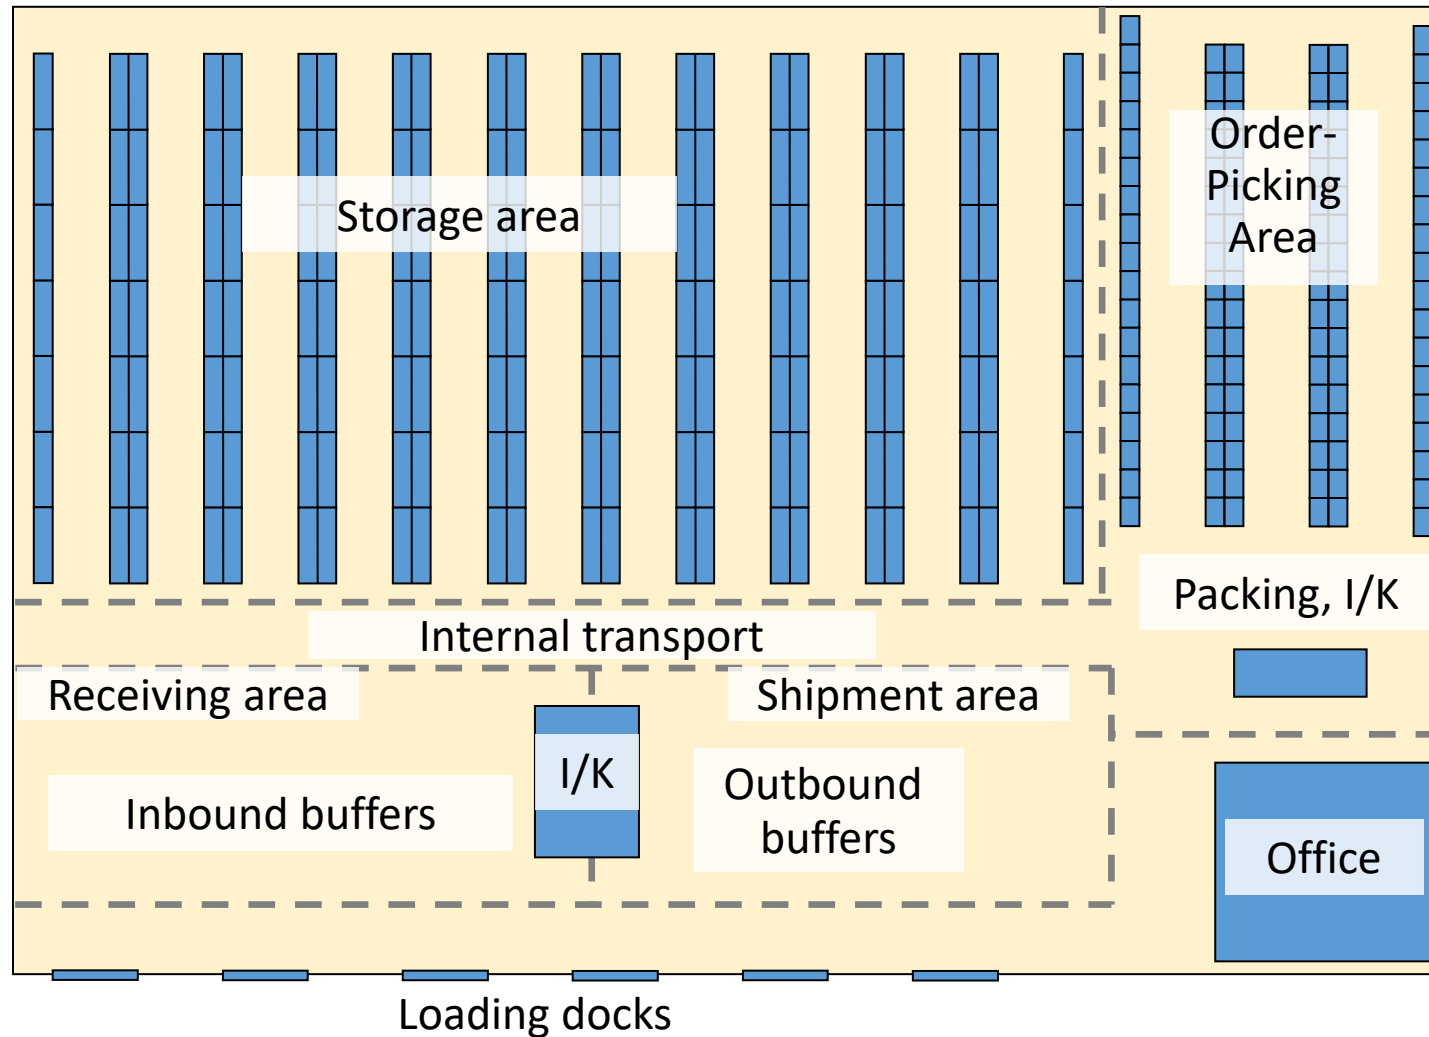 Storage area
Order-
Picking
Area
Packing, I/K
Internal transport
Receiving area
Shipment area
I/K
Inbound buffers
Outbound
buffers
Office
Loading docks